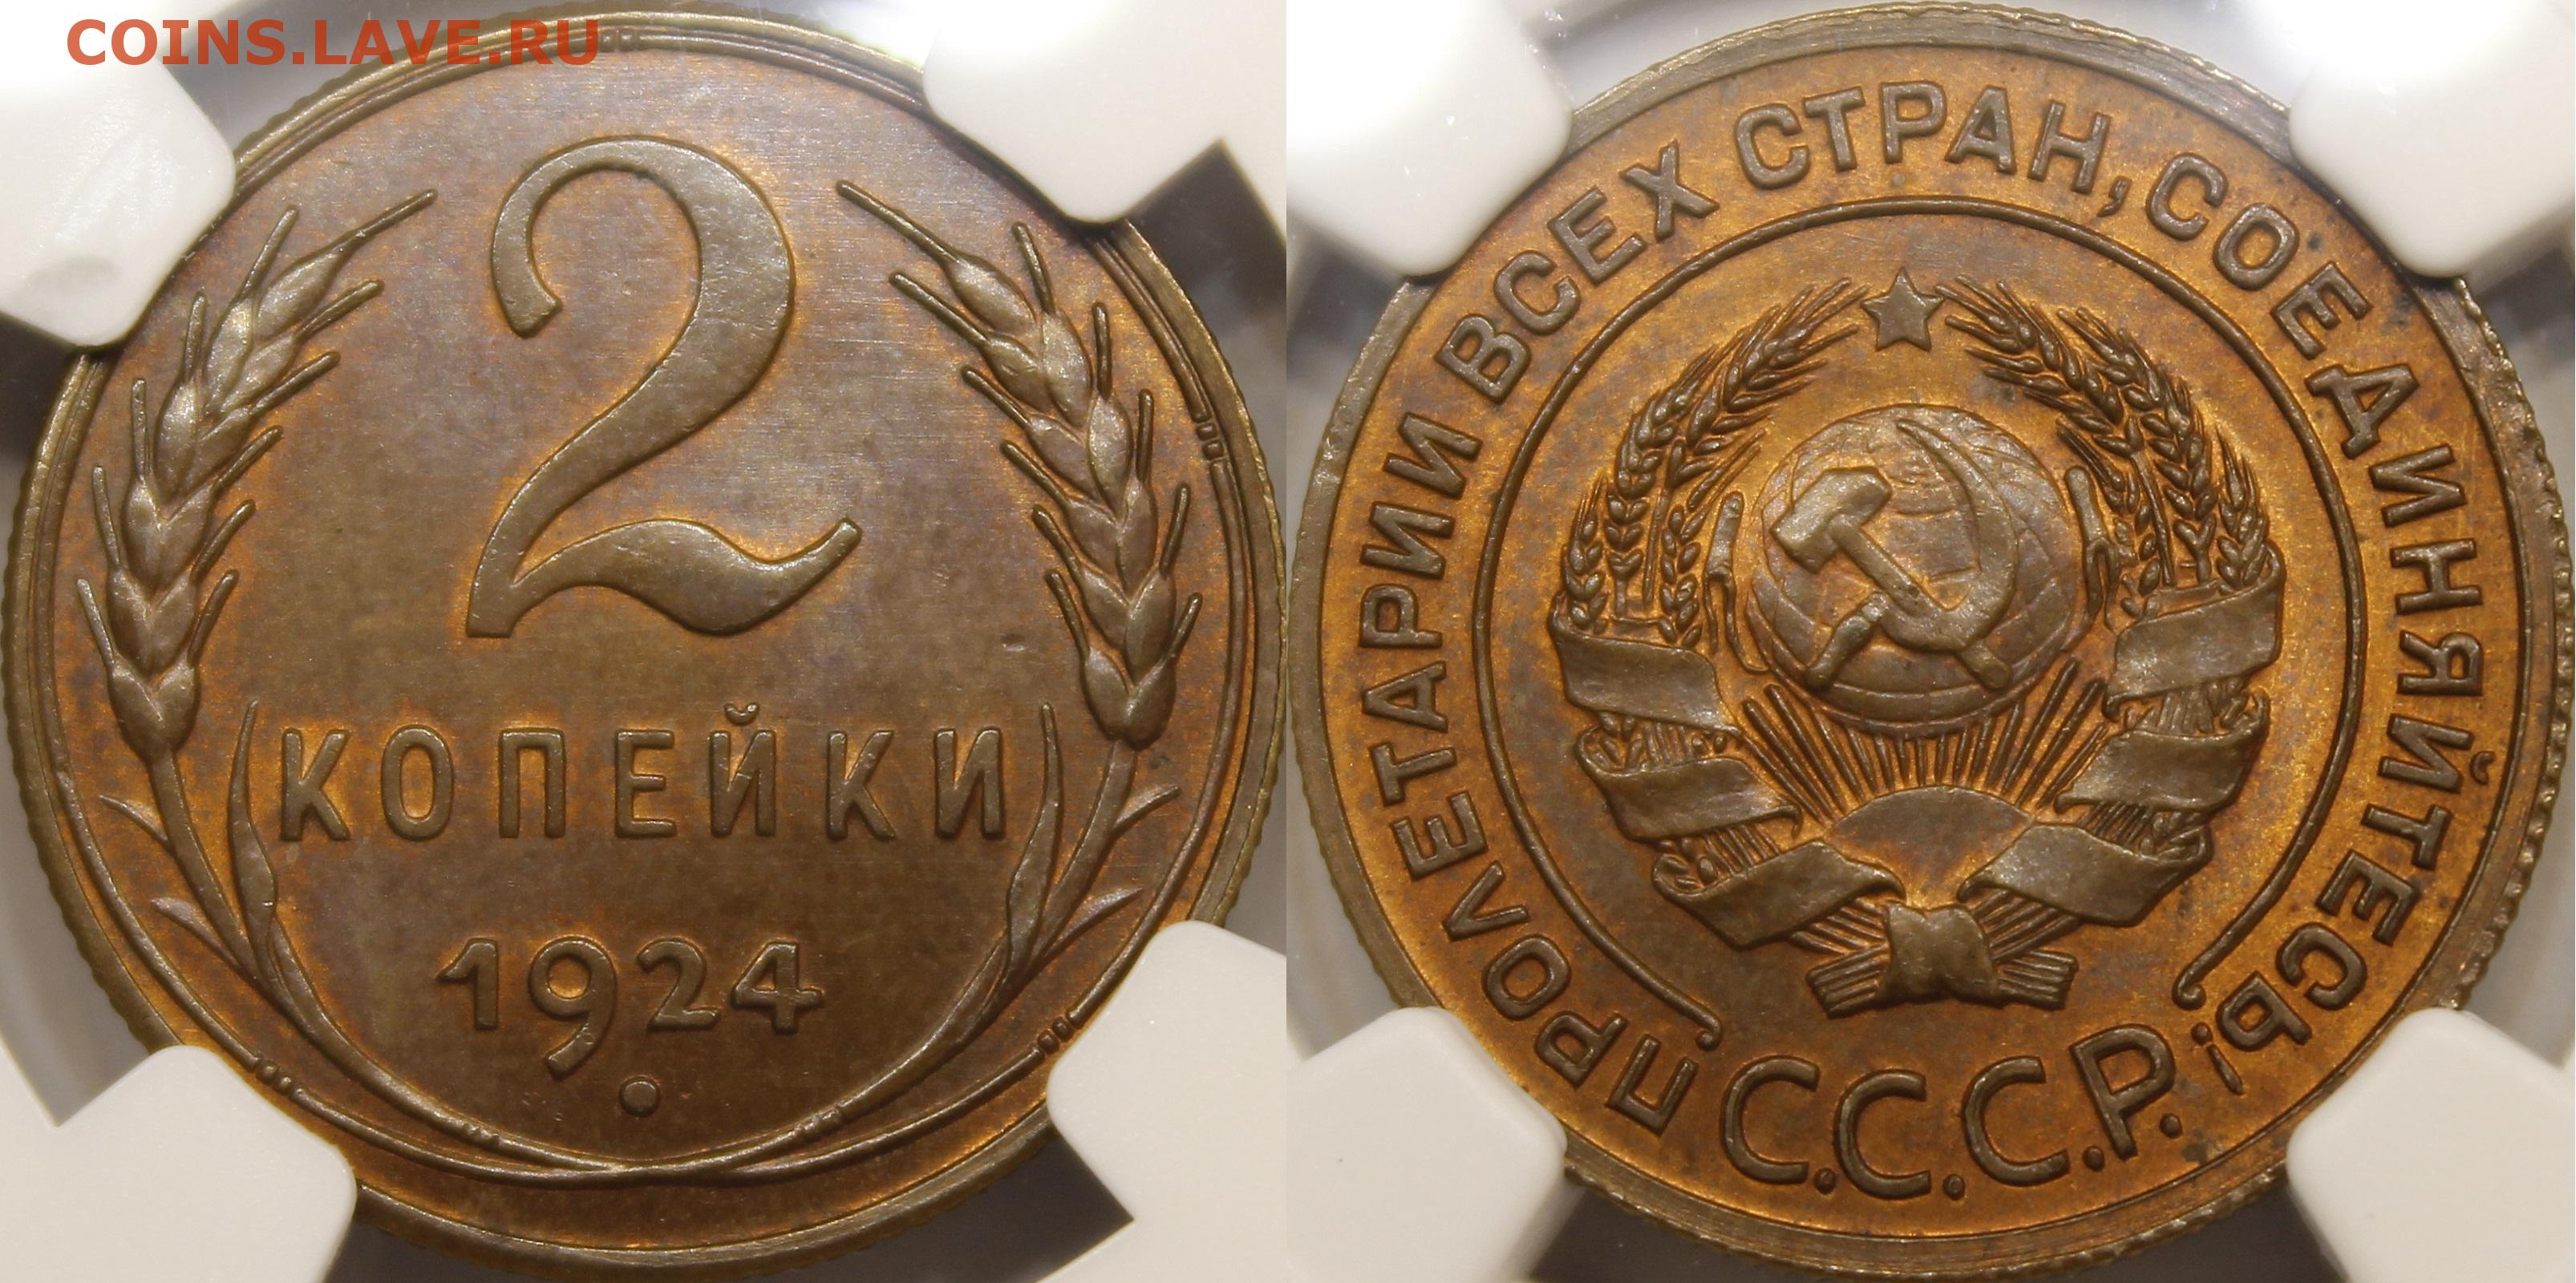 COINS.LAVE.RU
2
КОПЕЙКИ
1924
ПРОЛЕТАРИИ ВСЕХ СТРАН, СОЕДИНЯЙТЕСЬ!
С.С.С.Р.